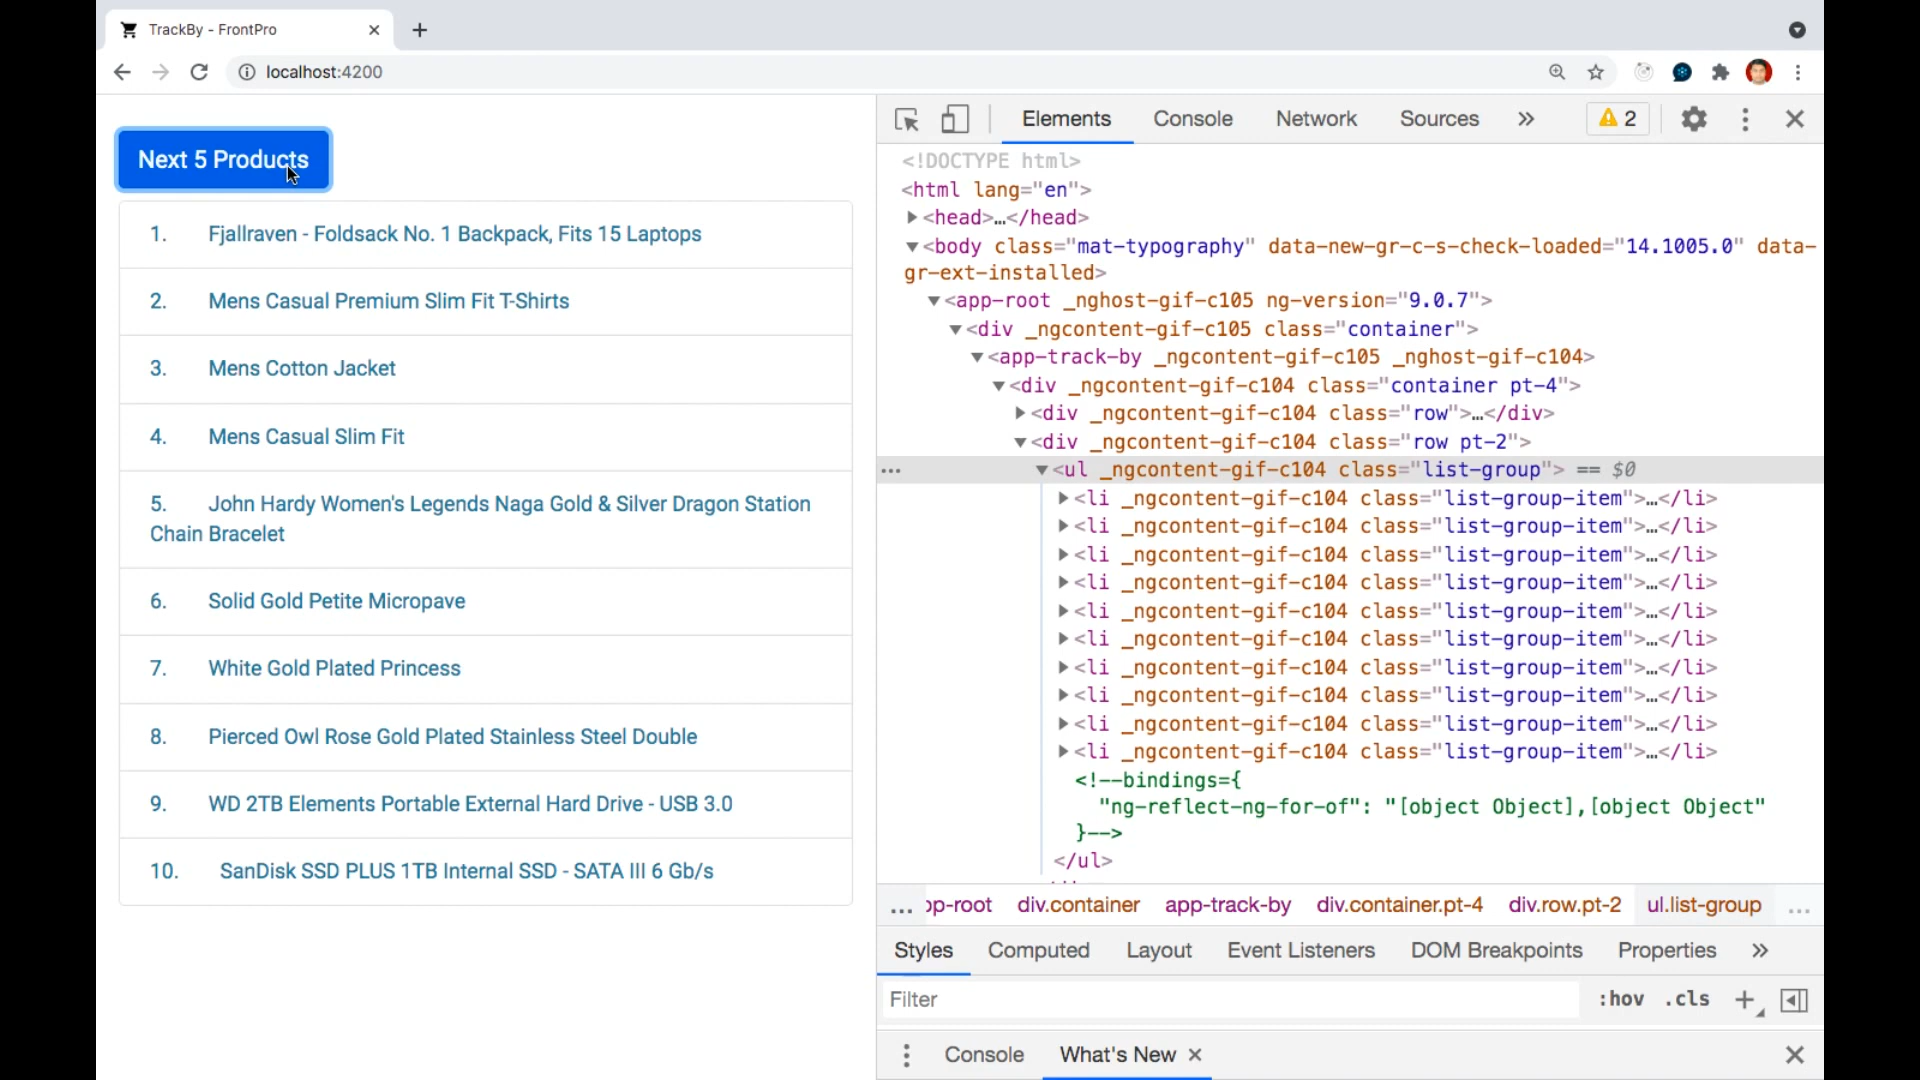 TrackBy - FrontPro
localhost:4200
Next 5 Products
1. Fjallraven - Foldsack No. 1 Backpack, Fits 15 Laptops
2. Mens Casual Premium Slim Fit T-Shirts
3. Mens Cotton Jacket
4. Mens Casual Slim Fit
5. John Hardy Women's Legends Naga Gold & Silver Dragon Station
Chain Bracelet
6. Solid Gold Petite Micropave
7. White Gold Plated Princess
8. Pierced Owl Rose Gold Plated Stainless Steel Double
9. WD 2TB Elements Portable External Hard Drive - USB 3.0
10. SanDisk SSD PLUS 1TB Internal SSD - SATA III 6 Gb/s
Elements Console Network Sources » 2
<!DOCTYPE html>
<html lang="en">
<head>…</head>
<body class="mat-typography" data-new-gr-c-s-check-loaded="14.1005.0" data-
gr-ext-installed>
<app-root _nghost-gif-c105 ng-version="9.0.7">
<div _ngcontent-gif-c105 class="container">
<app-track-by _ngcontent-gif-c105 _nghost-gif-c104>
<div _ngcontent-gif-c104 class="container pt-4">
<div _ngcontent-gif-c104 class="row">…</div>
<div _ngcontent-gif-c104 class="row pt-2">
… <ul _ngcontent-gif-c104 class="list-group"> == $0
<li _ngcontent-gif-c104 class="list-group-item">…</li>
<li _ngcontent-gif-c104 class="list-group-item">…</li>
<li _ngcontent-gif-c104 class="list-group-item">…</li>
<li _ngcontent-gif-c104 class="list-group-item">…</li>
<li _ngcontent-gif-c104 class="list-group-item">…</li>
<li _ngcontent-gif-c104 class="list-group-item">…</li>
<li _ngcontent-gif-c104 class="list-group-item">…</li>
<li _ngcontent-gif-c104 class="list-group-item">…</li>
<li _ngcontent-gif-c104 class="list-group-item">…</li>
<li _ngcontent-gif-c104 class="list-group-item">…</li>
<!--bindings={
"ng-reflect-ng-for-of": "[object Object],[object Object"
}-->
</ul>
… pp-root div.container app-track-by div.container.pt-4 div.row.pt-2 ul.list-group …
Styles Computed Layout Event Listeners DOM Breakpoints Properties »
Filter :hov .cls +
Console What's New